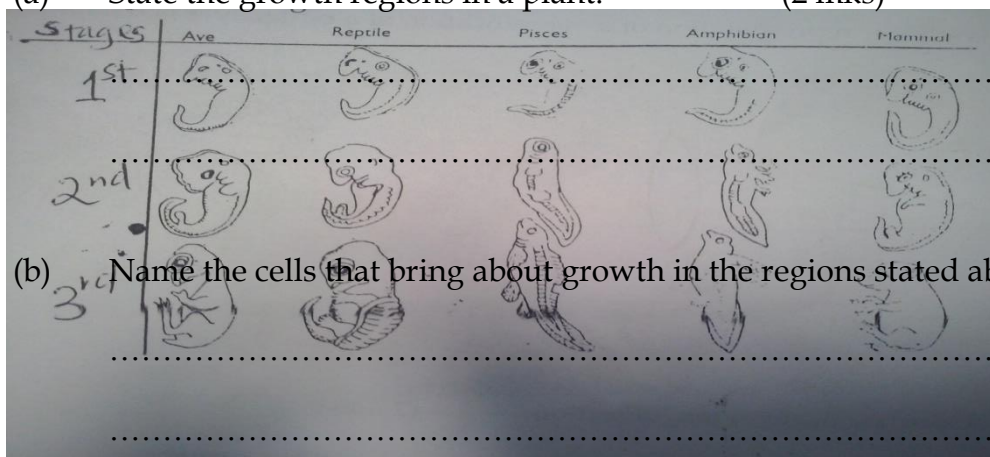 (a) State the growth regions in a plant. (2 mks)
Stages Ave Reptile Pisces Amphibian Mammal
1st
2nd
(b) Name the cells that bring about growth in the regions stated ab
3rd